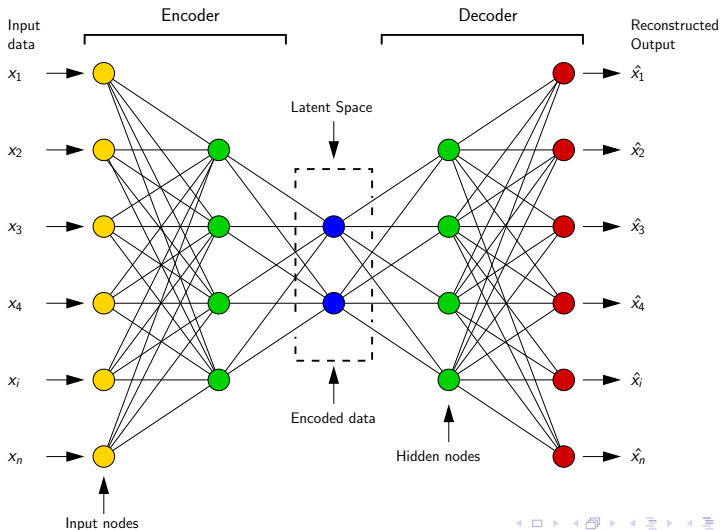 Input
data
Encoder
Decoder
Reconstructed
Output
x₁
x̂₁
Latent Space
x₂
x̂₂
x₃
x̂₃
x₄
x̂₄
xᵢ
x̂ᵢ
Encoded data
Hidden nodes
xₙ
x̂ₙ
Input nodes